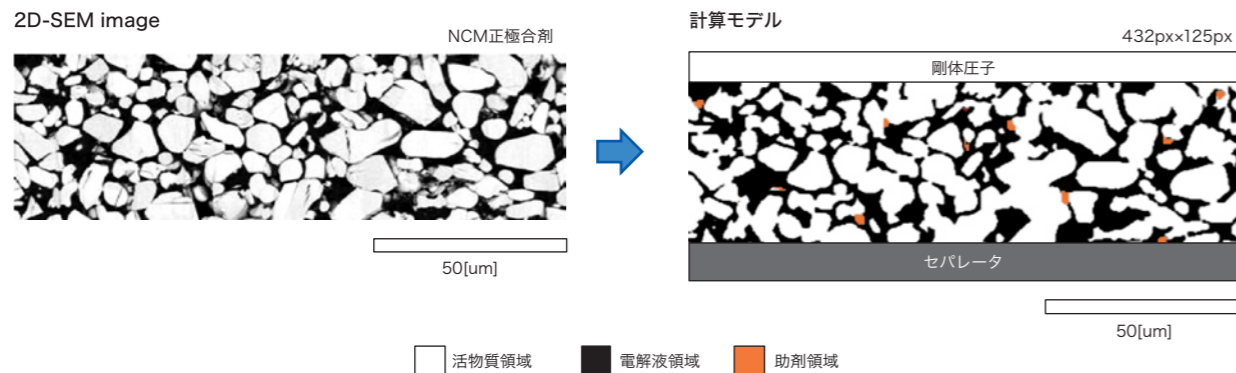 2D-SEM image
NCM正極合剤
50[um]
計算モデル
432px×125px
剛体圧子
セパレータ
50[um]
活物質領域
電解液領域
助剤領域